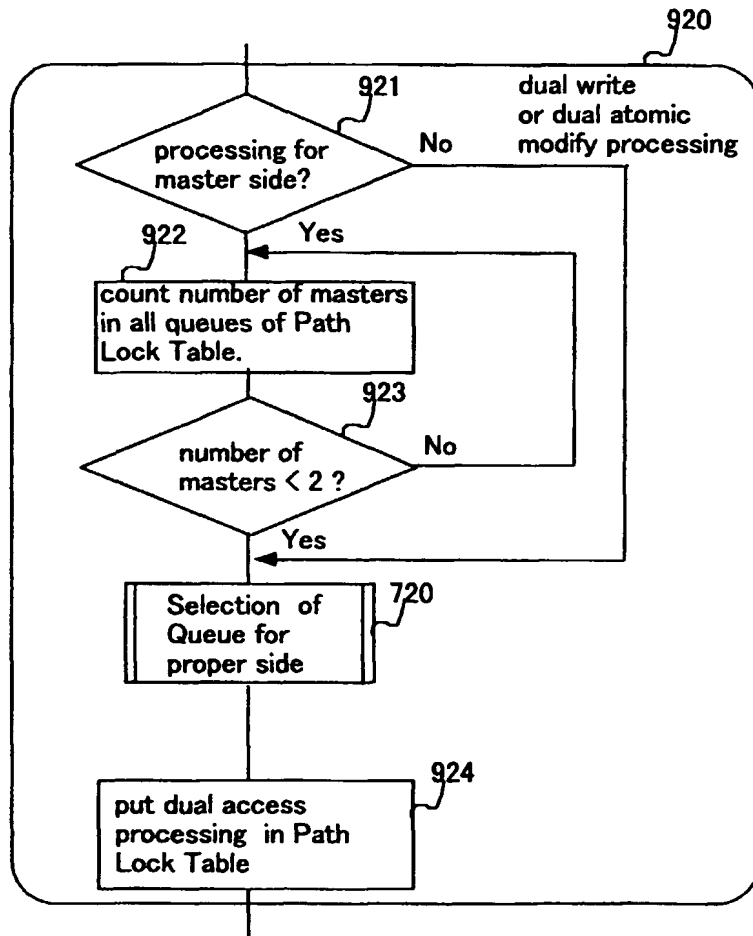 920
dual write
or dual atomic
modify processing
921
processing for
master side?
No
Yes
922
count number of masters
in all queues of Path
Lock Table.
923
number of
masters < 2 ?
No
Yes
720
Selection of
Queue for
proper side
924
put dual access
processing in Path
Lock Table